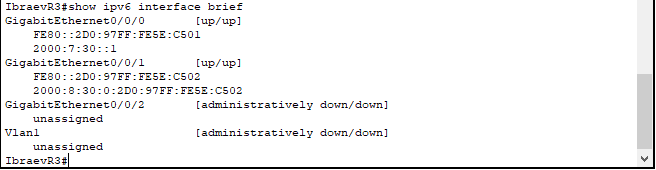 IbraevR3#show ipv6 interface brief
GigabitEthernet0/0/0 [up/up]
FE80::2D0:97FF:FE5E:C501
2000:7:30::1
GigabitEthernet0/0/1 [up/up]
FE80::2D0:97FF:FE5E:C502
2000:8:30:0:2D0:97FF:FE5E:C502
GigabitEthernet0/0/2 [administratively down/down]
unassigned
Vlan1 [administratively down/down]
unassigned
IbraevR3#